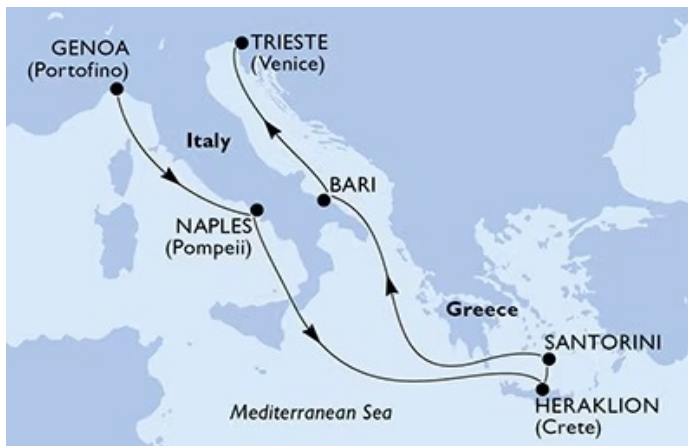 GENOA
(Portofino)
TRIESTE
(Venice)
Italy
BARI
NAPLES
(Pompeii)
Greece
SANTORINI
HERAKLION
(Crete)
Mediterranean Sea